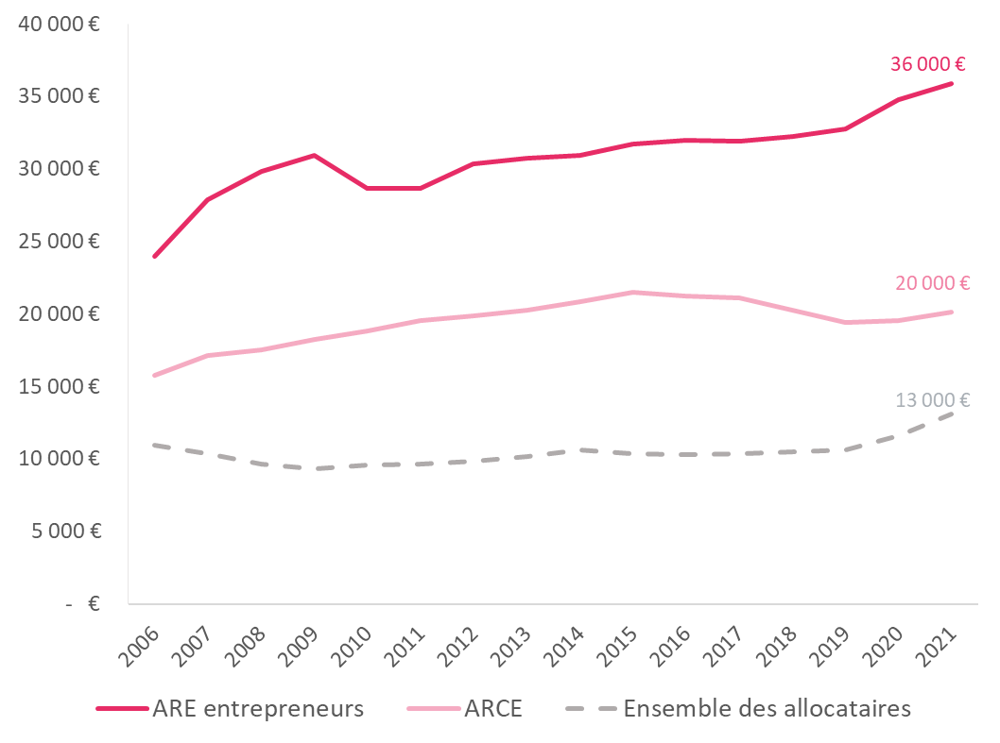 40 000 €
36 000 €
35 000 €
30 000 €
25 000 €
20 000 €
20 000 €
15 000 €
13 000 €
10 000 €
5 000 €
- €
2006 2007 2008 2009 2010 2011 2012 2013 2014 2015 2016 2017 2018 2019 2020 2021
ARE entrepreneurs ARCE Ensemble des allocataires